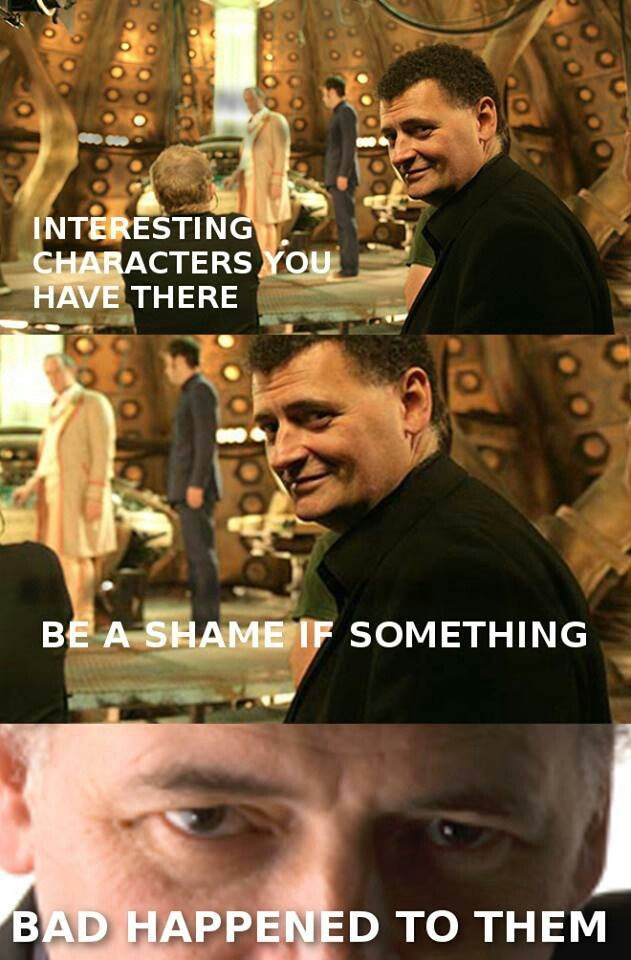 INTERESTING
CHARACTERS YOU
HAVE THERE
BE A SHAME IF SOMETHING
BAD HAPPENED TO THEM